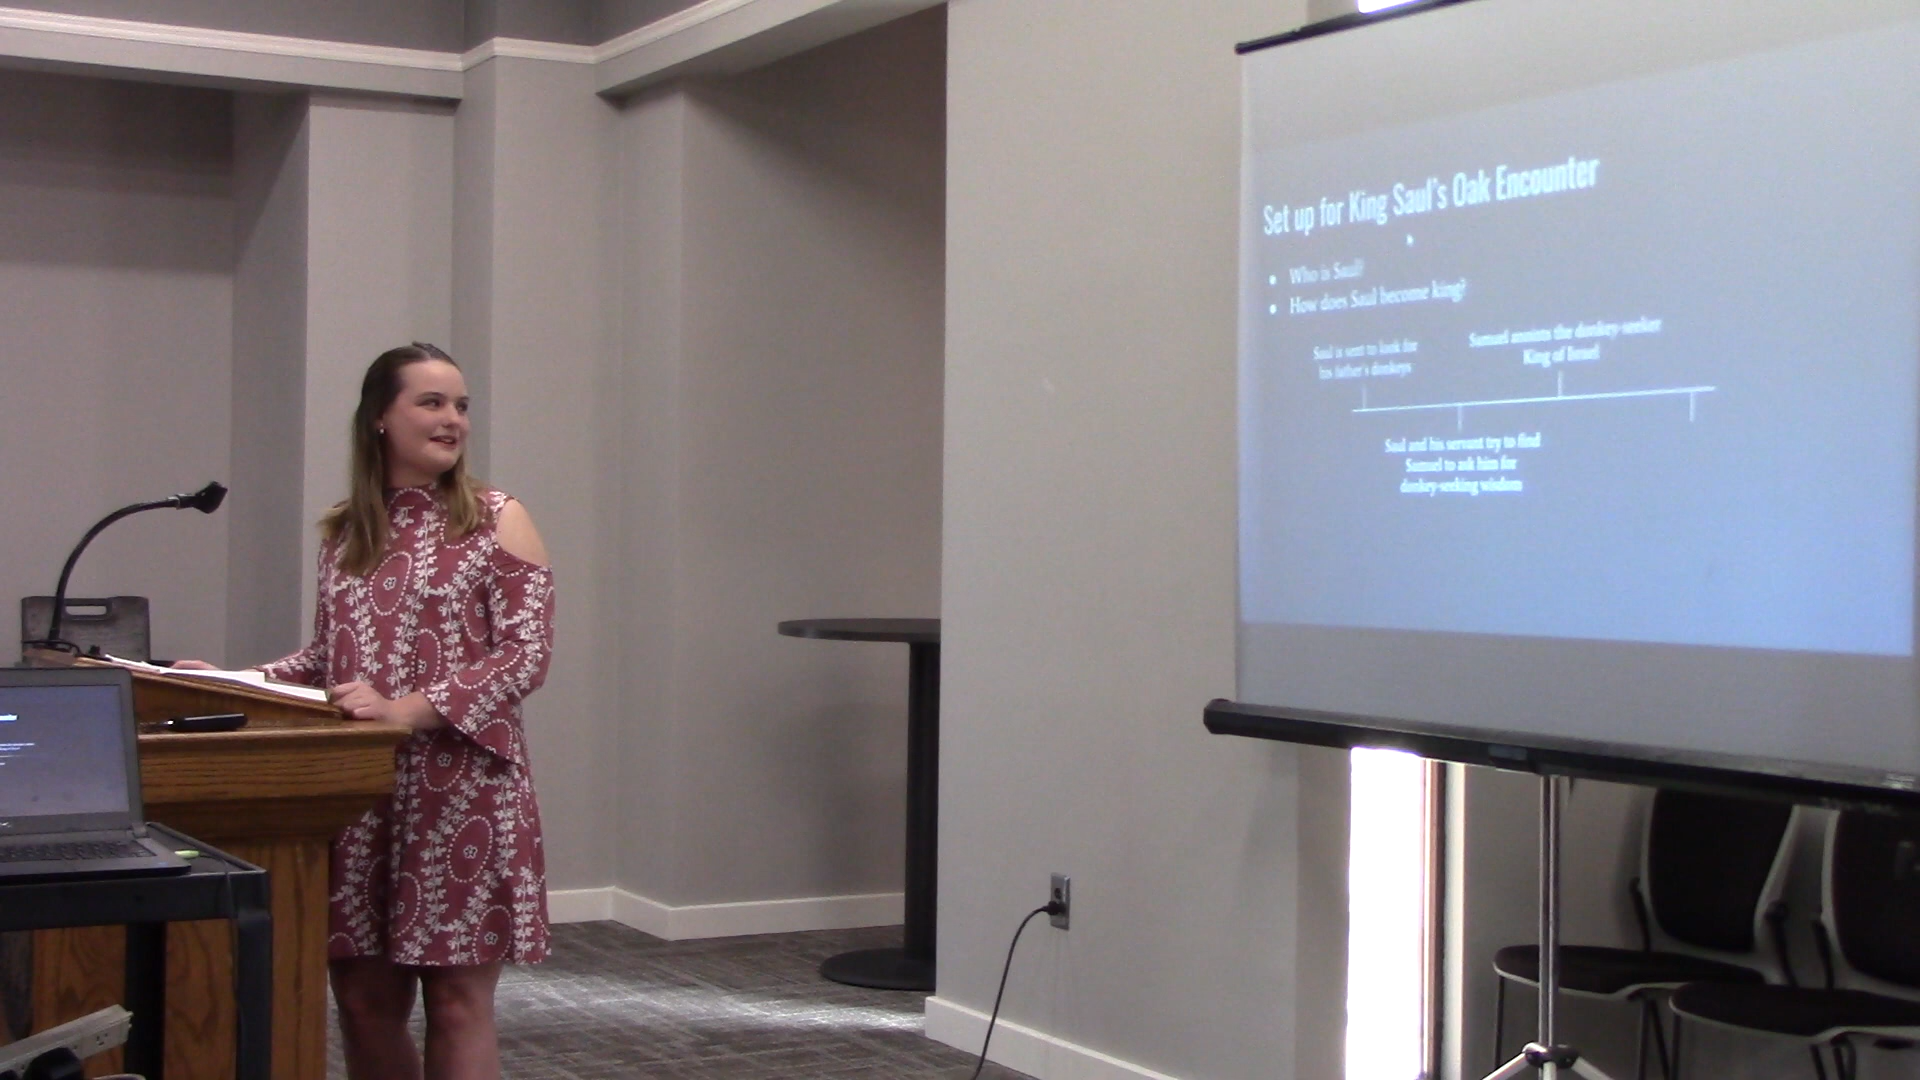 Set up for King Saul's Oak Encounter
• Who is Saul?
• How does Saul become king?
Saul is sent to look for
his father's donkeys
Samuel anoints the donkey-seeker
King of Israel
Saul and his servant try to find
Samuel to ask him for
donkey-seeking wisdom